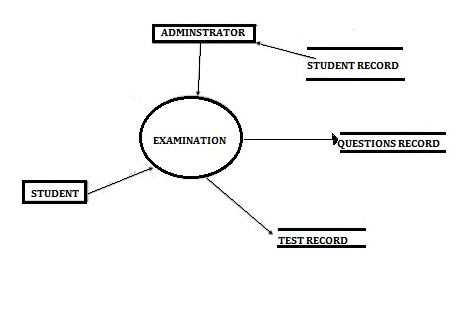 ADMINSTRATOR
STUDENT RECORD
EXAMINATION
QUESTIONS RECORD
STUDENT
TEST RECORD